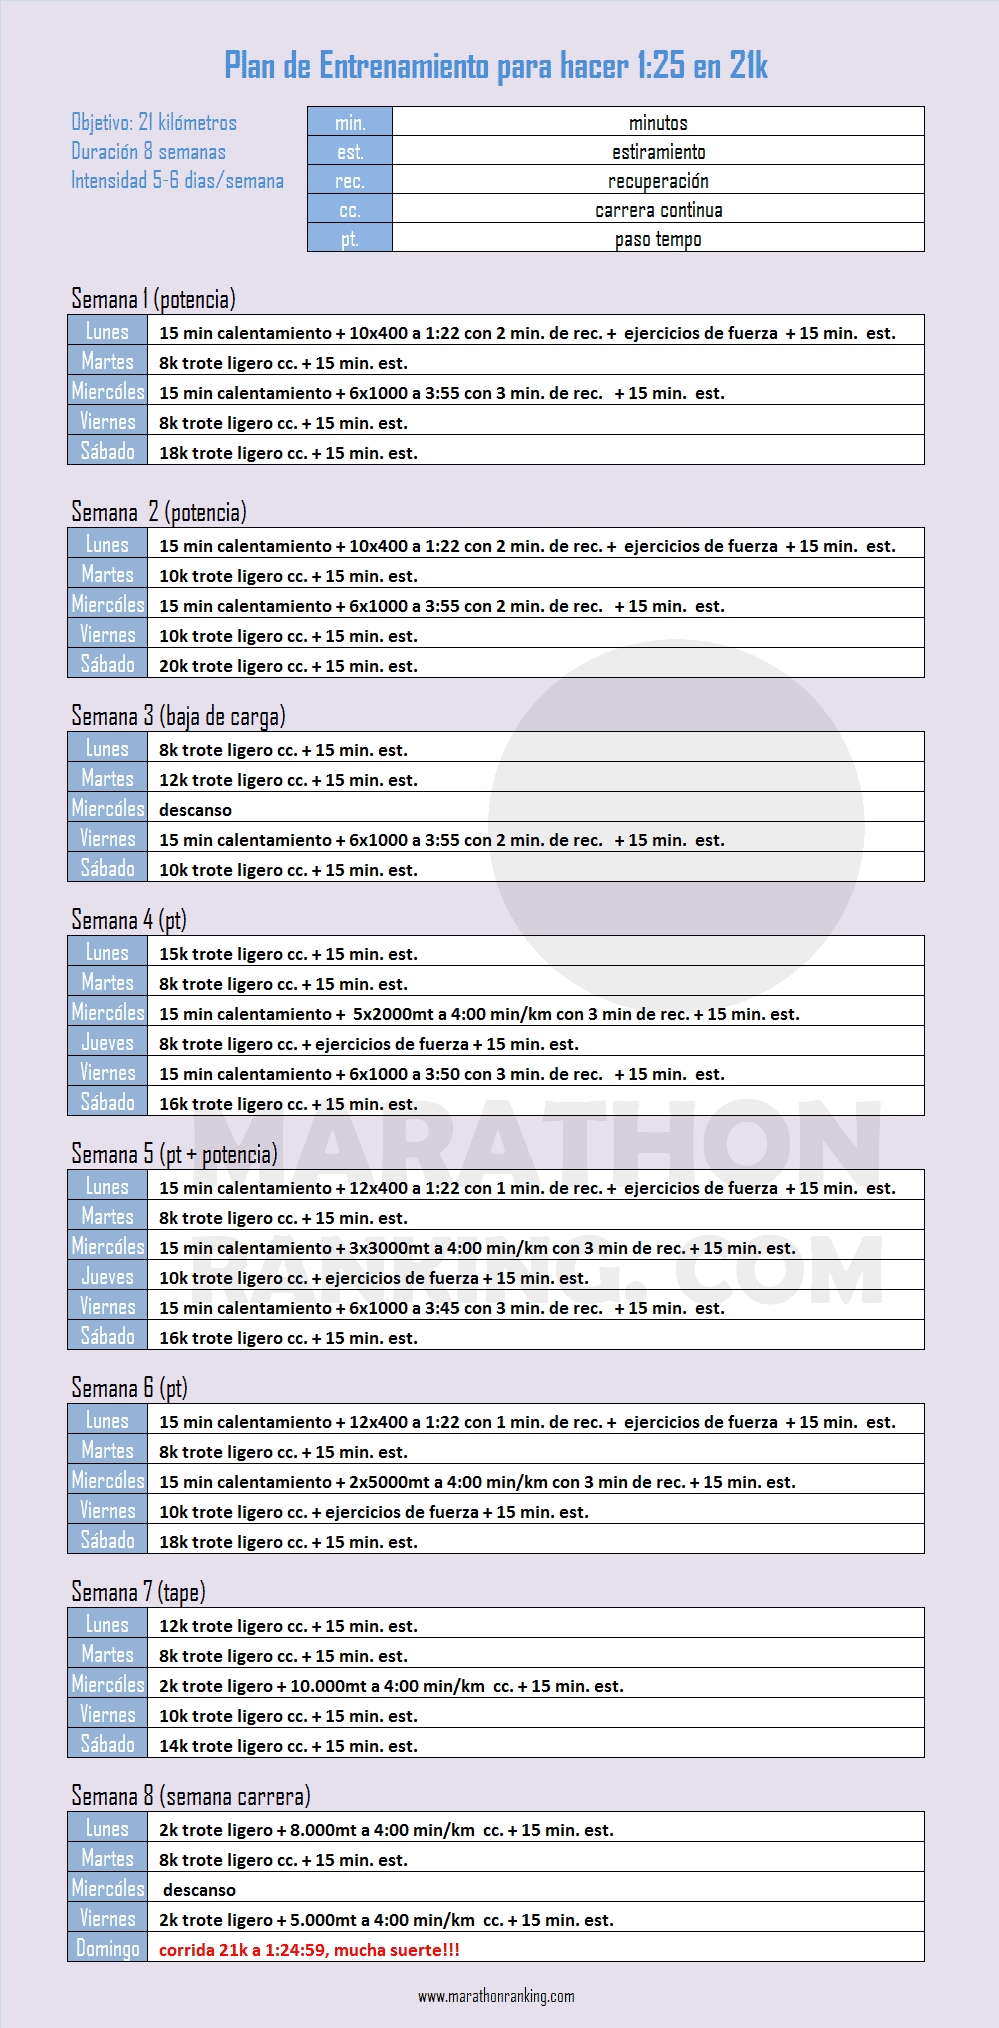 Plan de Entrenamiento para hacer 1:25 en 21k
Objetivo: 21 kilómetros
Duración 8 semanas
Intensidad 5-6 dias/semana
min. minutos
est. estiramiento
rec. recuperación
cc. carrera continua
pt. paso tempo
Semana 1 (potencia)
Lunes 15 min calentamiento + 10x400 a 1:22 con 2 min. de rec. + ejercicios de fuerza + 15 min. est.
Martes 8k trote ligero cc. + 15 min. est.
Miercóles 15 min calentamiento + 6x1000 a 3:55 con 3 min. de rec. + 15 min. est.
Viernes 8k trote ligero cc. + 15 min. est.
Sábado 18k trote ligero cc. + 15 min. est.
Semana 2 (potencia)
Lunes 15 min calentamiento + 10x400 a 1:22 con 2 min. de rec. + ejercicios de fuerza + 15 min. est.
Martes 10k trote ligero cc. + 15 min. est.
Miercóles 15 min calentamiento + 6x1000 a 3:55 con 2 min. de rec. + 15 min. est.
Viernes 10k trote ligero cc. + 15 min. est.
Sábado 20k trote ligero cc. + 15 min. est.
Semana 3 (baja de carga)
Lunes 8k trote ligero cc. + 15 min. est.
Martes 12k trote ligero cc. + 15 min. est.
Miercóles descanso
Viernes 15 min calentamiento + 6x1000 a 3:55 con 2 min. de rec. + 15 min. est.
Sábado 10k trote ligero cc. + 15 min. est.
Semana 4 (pt)
Lunes 15k trote ligero cc. + 15 min. est.
Martes 8k trote ligero cc. + 15 min. est.
Miercóles 15 min calentamiento + 5x2000mt a 4:00 min/km con 3 min de rec. + 15 min. est.
Jueves 8k trote ligero cc. + ejercicios de fuerza + 15 min. est.
Viernes 15 min calentamiento + 6x1000 a 3:50 con 3 min. de rec. + 15 min. est.
Sábado 16k trote ligero cc. + 15 min. est.
MARATHON
Semana 5 (pt + potencia)
Lunes 15 min calentamiento + 12x400 a 1:22 con 1 min. de rec. + ejercicios de fuerza + 15 min. est.
Martes 8k trote ligero cc. + 15 min. est.
Miercóles 15 min calentamiento + 3x3000mt a 4:00 min/km con 3 min de rec. + 15 min. est.
RANKING.COM
Jueves 10k trote ligero cc. + ejercicios de fuerza + 15 min. est.
Viernes 15 min calentamiento + 6x1000 a 3:45 con 3 min. de rec. + 15 min. est.
Sábado 16k trote ligero cc. + 15 min. est.
Semana 6 (pt)
Lunes 15 min calentamiento + 12x400 a 1:22 con 1 min. de rec. + ejercicios de fuerza + 15 min. est.
Martes 8k trote ligero cc. + 15 min. est.
Miercóles 15 min calentamiento + 2x5000mt a 4:00 min/km con 3 min de rec. + 15 min. est.
Viernes 10k trote ligero cc. + ejercicios de fuerza + 15 min. est.
Sábado 18k trote ligero cc. + 15 min. est.
Semana 7 (tape)
Lunes 12k trote ligero cc. + 15 min. est.
Martes 8k trote ligero cc. + 15 min. est.
Miercóles 2k trote ligero + 10.000mt a 4:00 min/km cc. + 15 min. est.
Viernes 10k trote ligero cc. + 15 min. est.
Sábado 14k trote ligero cc. + 15 min. est.
Semana 8 (semana carrera)
Lunes 2k trote ligero + 8.000mt a 4:00 min/km cc. + 15 min. est.
Martes 8k trote ligero cc. + 15 min. est.
Miercóles descanso
Viernes 2k trote ligero + 5.000mt a 4:00 min/km cc. + 15 min. est.
Domingo corrida 21k a 1:24:59, mucha suerte!!!
www.marathonranking.com